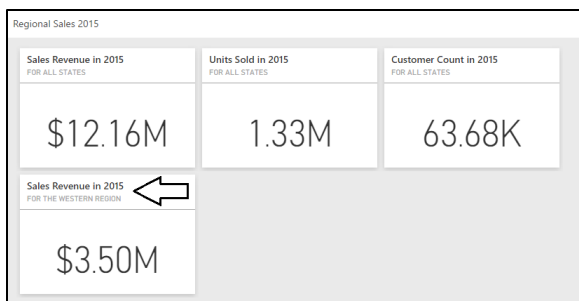 Regional Sales 2015
Sales Revenue in 2015
FOR ALL STATES
$12.16M
Units Sold in 2015
FOR ALL STATES
1.33M
Customer Count in 2015
FOR ALL STATES
63.68K
Sales Revenue in 2015
FOR THE WESTERN REGION
$3.50M